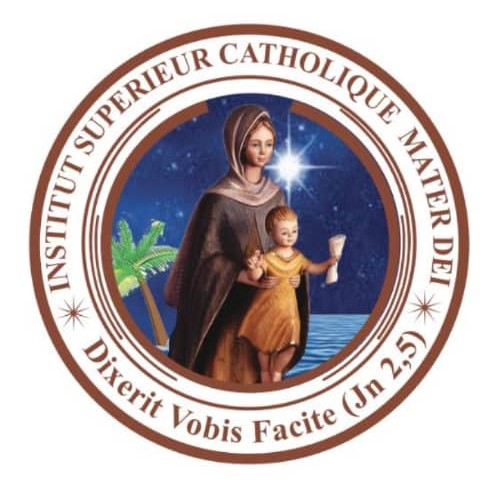 INSTITUT SUPERIEUR CATHOLIQUE MATER DEI
Dixerit Vobis Facite (Jn 2,5)